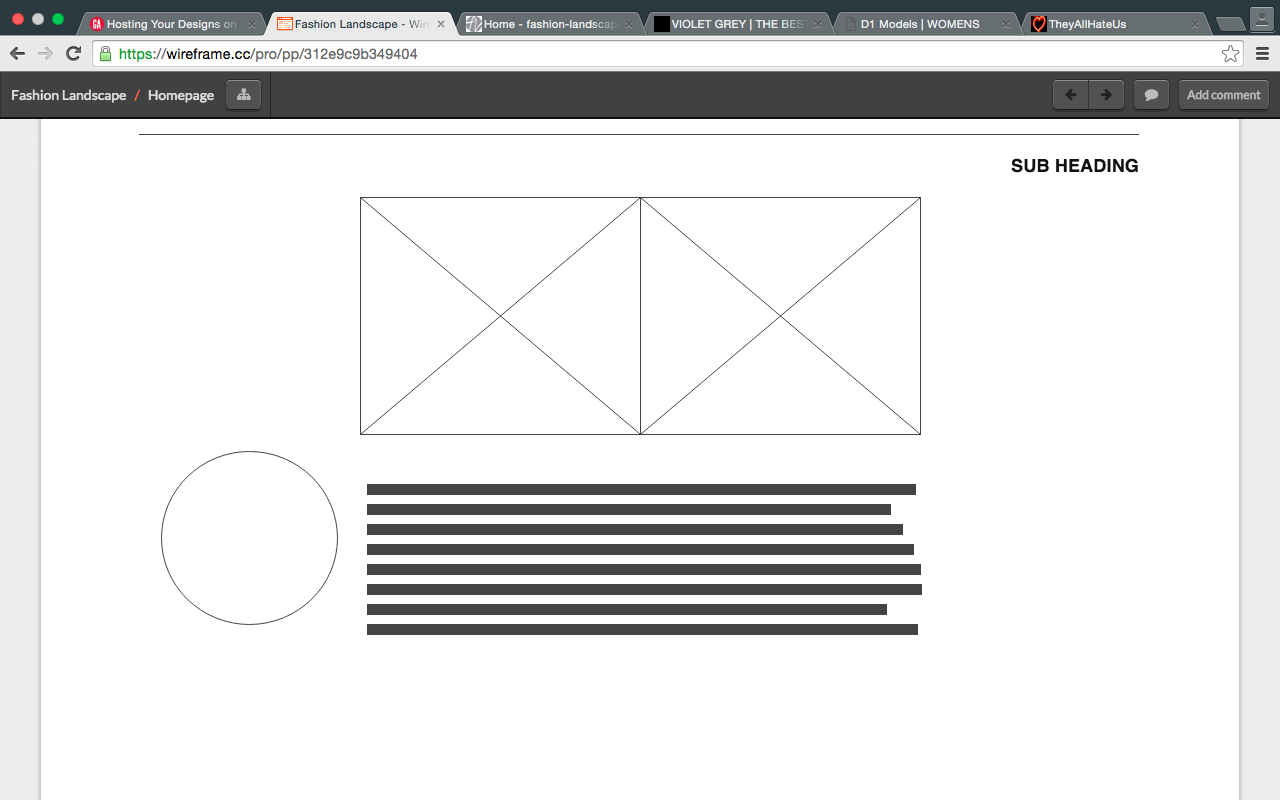 Hosting Your Designs on
Fashion Landscape - Wire
Home - fashion-landscap
VIOLET GREY | THE BES
D1 Models | WOMENS
TheyAllHateUs
https://wireframe.cc/pro/pp/312e9c9b349404
Fashion Landscape / Homepage
Add comment
SUB HEADING